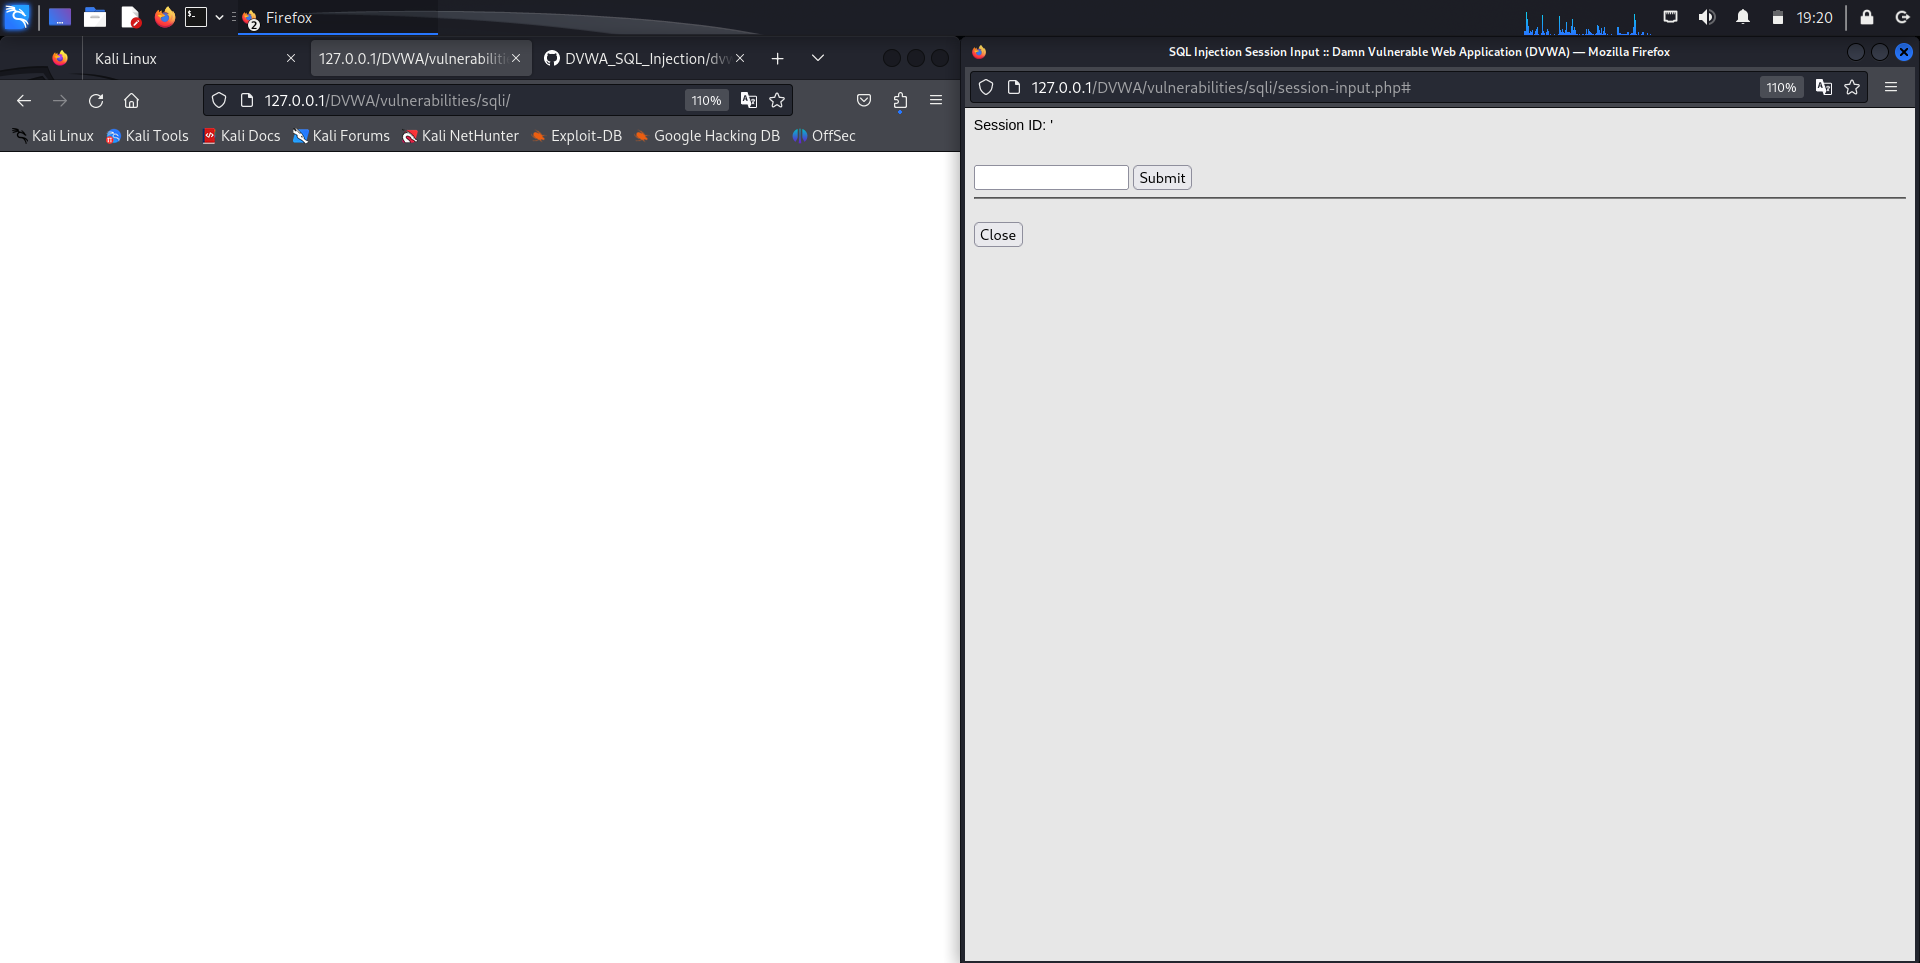 Firefox
19:20
Kali Linux
127.0.0.1/DVWA/vulnerabiliti
DVWA_SQL_Injection/dv
127.0.0.1/DVWA/vulnerabilities/sqli/
110%
Kali Linux
Kali Tools
Kali Docs
Kali Forums
Kali NetHunter
Exploit-DB
Google Hacking DB
OffSec
SQL Injection Session Input :: Damn Vulnerable Web Application (DVWA) — Mozilla Firefox
127.0.0.1/DVWA/vulnerabilities/sqli/session-input.php#
110%
Session ID: '
Submit
Close